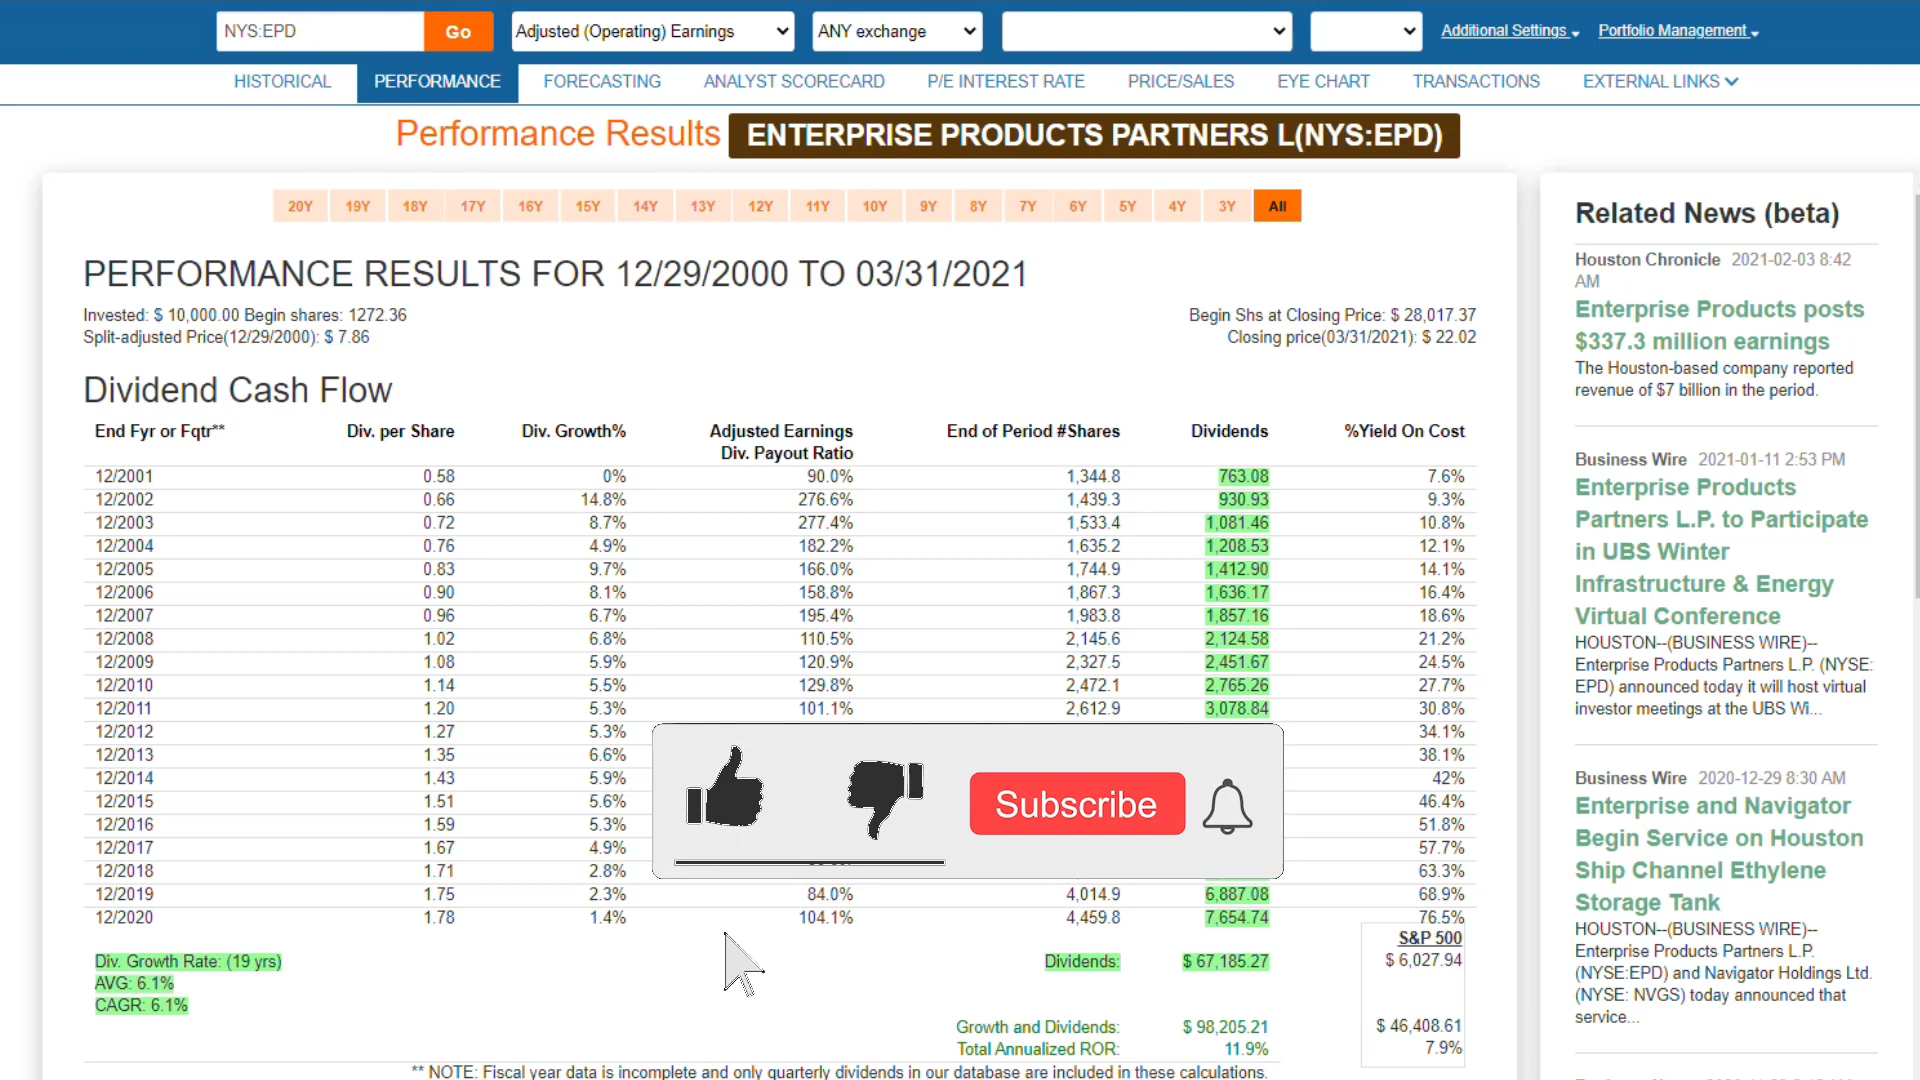 NYS:EPD Go Adjusted (Operating) Earnings ANY exchange Additional Settings Portfolio Management
HISTORICAL PERFORMANCE FORECASTING ANALYST SCORECARD P/E INTEREST RATE PRICE/SALES EYE CHART TRANSACTIONS EXTERNAL LINKS
Performance Results ENTERPRISE PRODUCTS PARTNERS L(NYS:EPD)
20Y 19Y 18Y 17Y 16Y 15Y 14Y 13Y 12Y 11Y 10Y 9Y 8Y 7Y 6Y 5Y 4Y 3Y All
PERFORMANCE RESULTS FOR 12/29/2000 TO 03/31/2021
Invested: $ 10,000.00 Begin shares: 1272.36 Begin Shs at Closing Price: $ 28,017.37
Split-adjusted Price(12/29/2000): $ 7.86 Closing price(03/31/2021): $ 22.02
Dividend Cash Flow
End Fyr or Fqtr** Div. per Share Div. Growth% Adjusted Earnings End of Period #Shares Dividends %Yield On Cost
Div. Payout Ratio
12/2001 0.58 0% 90.0% 1,344.8 763.08 7.6%
12/2002 0.66 14.8% 276.6% 1,439.3 930.93 9.3%
12/2003 0.72 8.7% 277.4% 1,533.4 1,081.46 10.8%
12/2004 0.76 4.9% 182.2% 1,635.2 1,208.53 12.1%
12/2005 0.83 9.7% 166.0% 1,744.9 1,412.90 14.1%
12/2006 0.90 8.1% 158.8% 1,867.3 1,636.17 16.4%
12/2007 0.96 6.7% 195.4% 1,983.8 1,857.16 18.6%
12/2008 1.02 6.8% 110.5% 2,145.6 2,124.58 21.2%
12/2009 1.08 5.9% 120.9% 2,327.5 2,451.67 24.5%
12/2010 1.14 5.5% 129.8% 2,472.1 2,765.26 27.7%
12/2011 1.20 5.3% 101.1% 2,612.9 3,078.84 30.8%
12/2012 1.27 5.3% 34.1%
12/2013 1.35 6.6% 38.1%
12/2014 1.43 5.9% 42%
12/2015 1.51 5.6% 46.4%
12/2016 1.59 5.3% 51.8%
12/2017 1.67 4.9% 57.7%
12/2018 1.71 2.8% 63.3%
12/2019 1.75 2.3% 84.0% 4,014.9 6,887.08 68.9%
12/2020 1.78 1.4% 104.1% 4,459.8 7,654.74 76.5%
Subscribe
S&P 500
Div. Growth Rate: (19 yrs) Dividends: $ 67,185.27 $ 6,027.94
AVG: 6.1%
CAGR: 6.1%
Growth and Dividends: $ 98,205.21 $ 46,408.61
Total Annualized ROR: 11.9% 7.9%
** NOTE: Fiscal year data is incomplete and only quarterly dividends in our database are included in these calculations.
Related News (beta)
Houston Chronicle 2021-02-03 8:42
AM
Enterprise Products posts
$337.3 million earnings
The Houston-based company reported
revenue of $7 billion in the period.
Business Wire 2021-01-11 2:53 PM
Enterprise Products
Partners L.P. to Participate
in UBS Winter
Infrastructure & Energy
Virtual Conference
HOUSTON--(BUSINESS WIRE)--
Enterprise Products Partners L.P. (NYSE:
EPD) announced today it will host virtual
investor meetings at the UBS Wi...
Business Wire 2020-12-29 8:30 AM
Enterprise and Navigator
Begin Service on Houston
Ship Channel Ethylene
Storage Tank
HOUSTON--(BUSINESS WIRE)--
Enterprise Products Partners L.P.
(NYSE:EPD) and Navigator Holdings Ltd.
(NYSE: NVGS) today announced that
service...